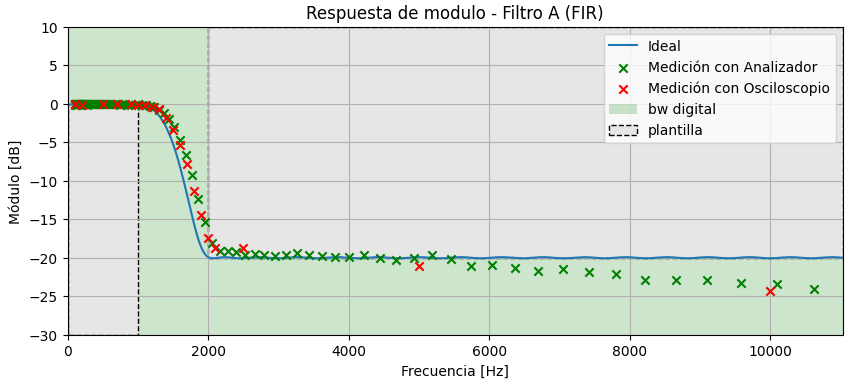 Respuesta de modulo - Filtro A (FIR)
10
5
0
−5
−10
−15
−20
−25
−30
Módulo [dB]
Ideal
Medición con Analizador
Medición con Osciloscopio
bw digital
plantilla
0
2000
4000
6000
8000
10000
Frecuencia [Hz]